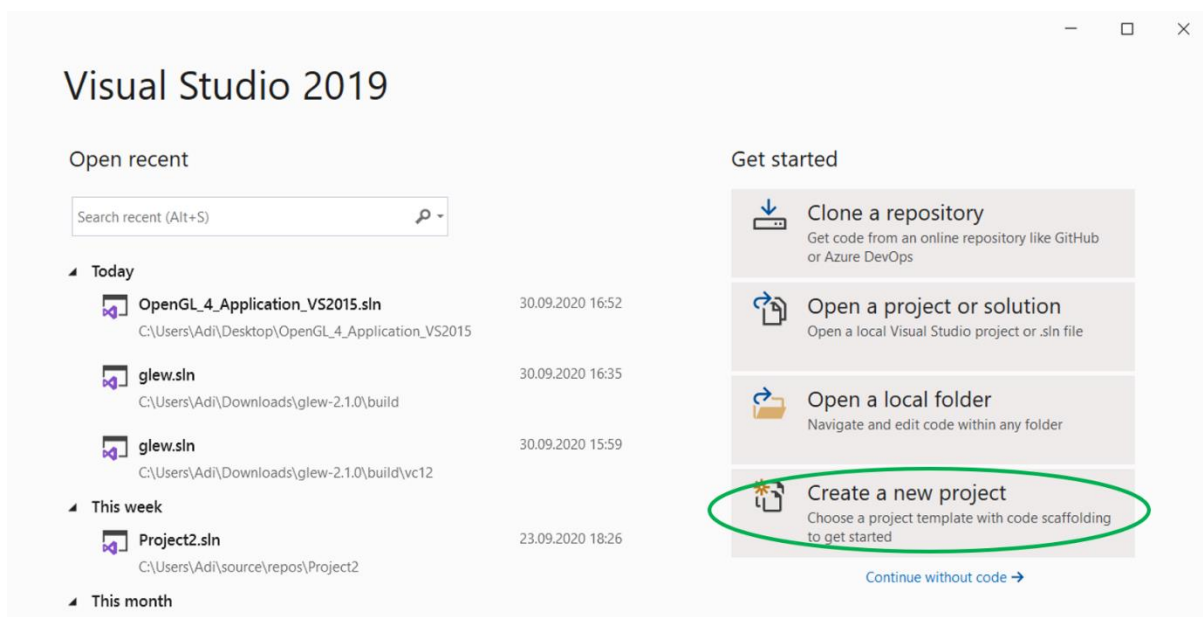 Visual Studio 2019
Open recent
Search recent (Alt+S)
Today
OpenGL_4_Application_VS2015.sln 30.09.2020 16:52
C:\Users\Adi\Desktop\OpenGL_4_Application_VS2015
glew.sln 30.09.2020 16:35
C:\Users\Adi\Downloads\glew-2.1.0\build
glew.sln 30.09.2020 15:59
C:\Users\Adi\Downloads\glew-2.1.0\build\vc12
This week
Project2.sln 23.09.2020 18:26
C:\Users\Adi\source\repos\Project2
This month
Get started
Clone a repository
Get code from an online repository like GitHub
or Azure DevOps
Open a project or solution
Open a local Visual Studio project or .sln file
Open a local folder
Navigate and edit code within any folder
Create a new project
Choose a project template with code scaffolding
to get started
Continue without code →